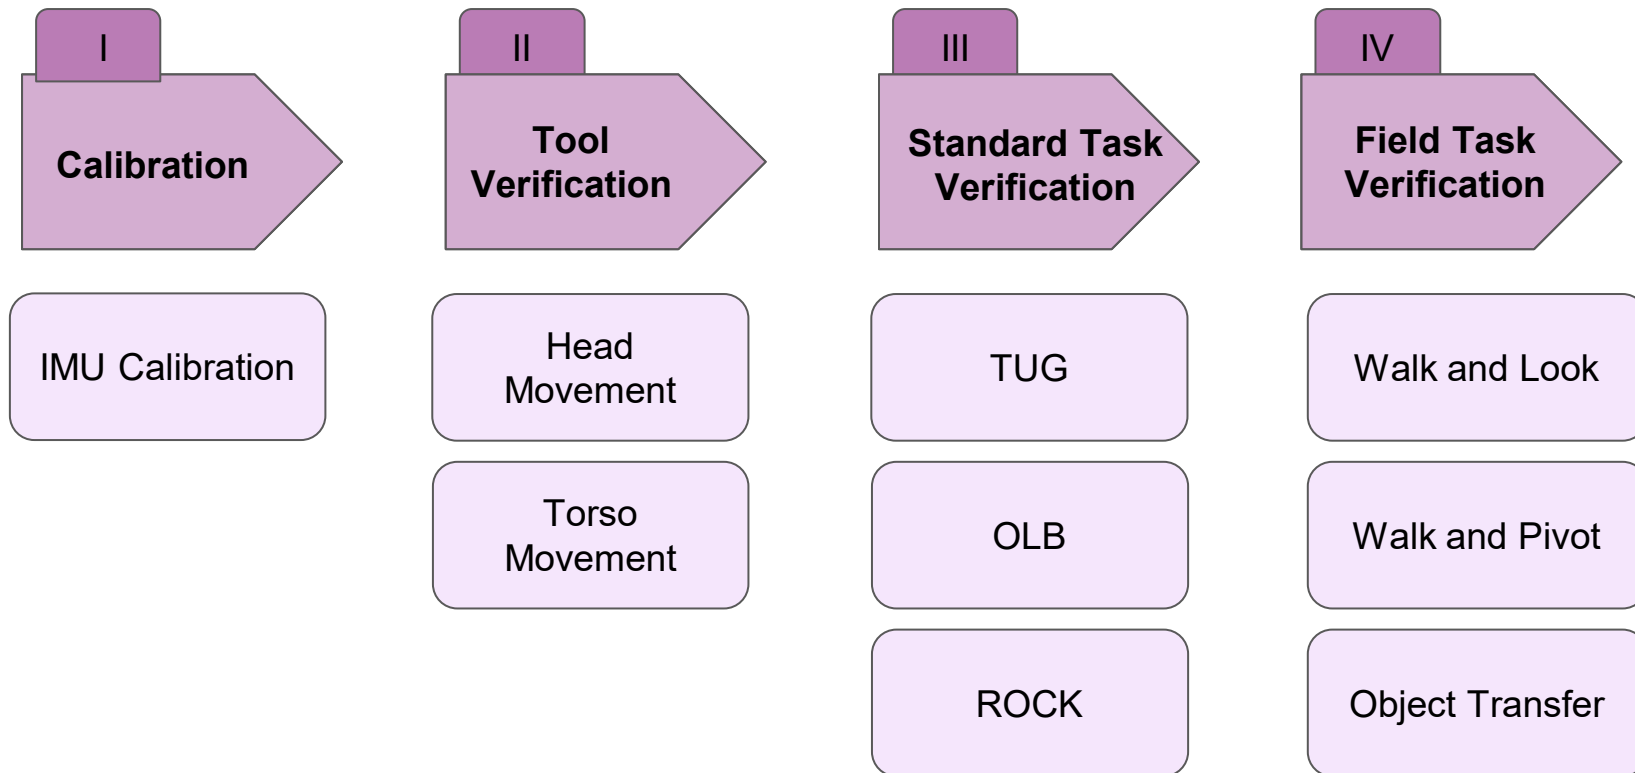 I
II
III
IV
Calibration
Tool
Verification
Standard Task
Verification
Field Task
Verification
IMU Calibration
Head
Movement
TUG
Walk and Look
Torso
Movement
OLB
Walk and Pivot
ROCK
Object Transfer